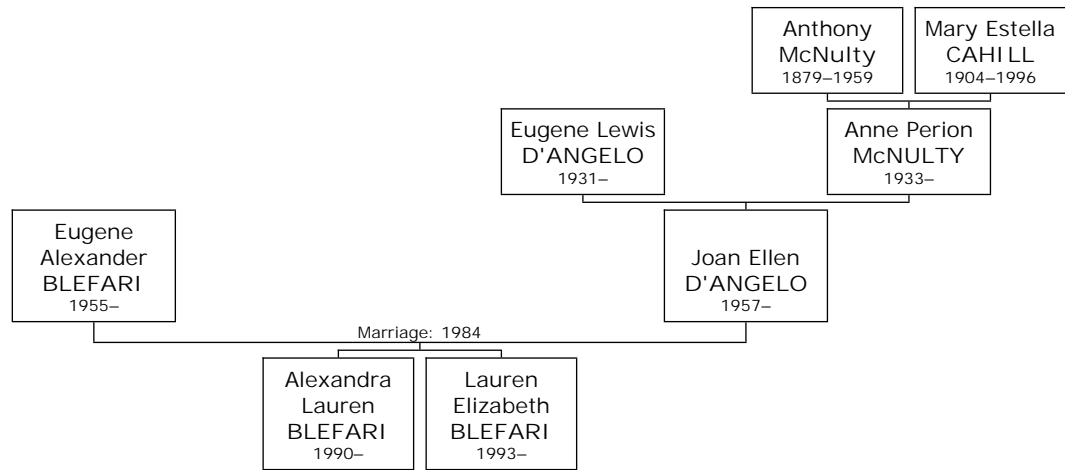 Anthony
McNulty
1879–1959
Mary Estella
CAHILL
1904–1996
Eugene Lewis
D'ANGELO
1931–
Anne Perion
McNULTY
1933–
Eugene
Alexander
BLEFARI
1955–
Joan Ellen
D'ANGELO
1957–
Marriage: 1984
Alexandra
Lauren
BLEFARI
1990–
Lauren
Elizabeth
BLEFARI
1993–